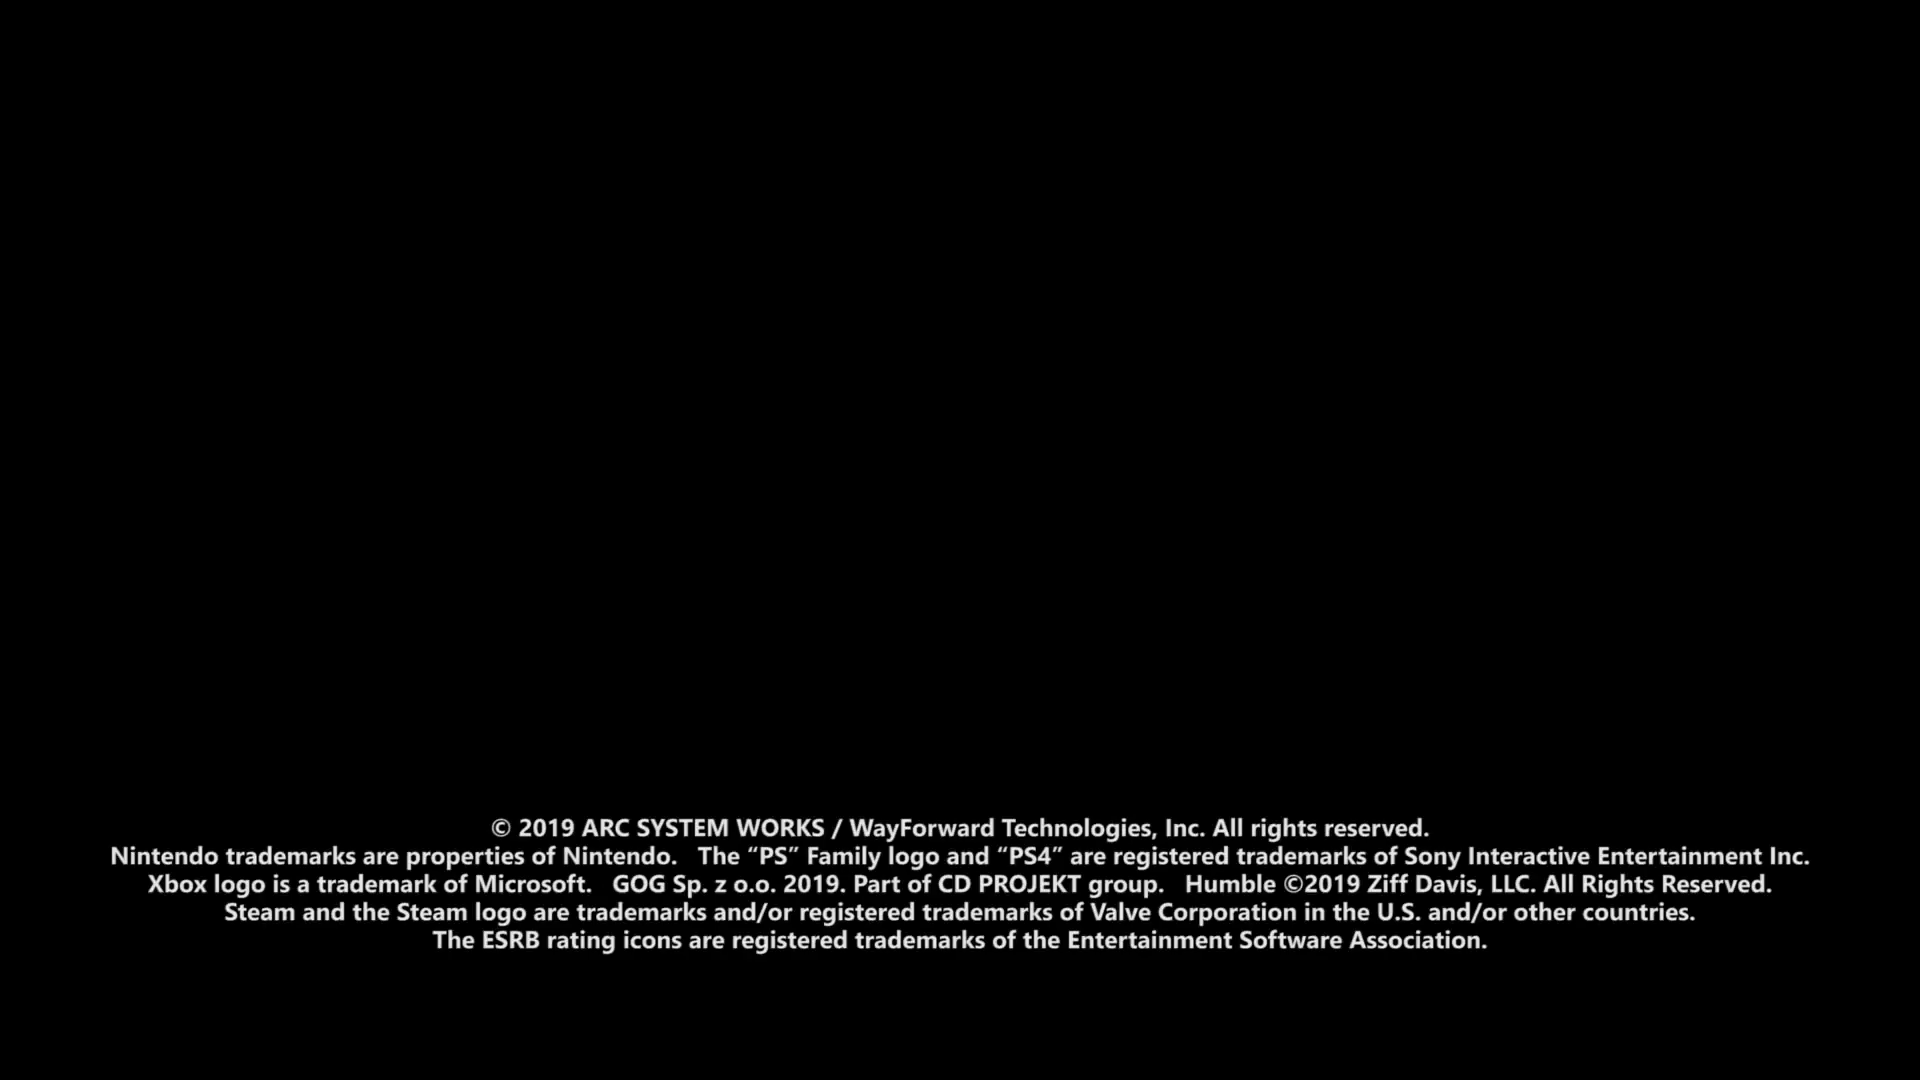 © 2019 ARC SYSTEM WORKS / WayForward Technologies, Inc. All rights reserved.
Nintendo trademarks are properties of Nintendo.   The “PS” Family logo and “PS4” are registered trademarks of Sony Interactive Entertainment Inc.
Xbox logo is a trademark of Microsoft.   GOG Sp. z o.o. 2019. Part of CD PROJEKT group.   Humble ©2019 Ziff Davis, LLC. All Rights Reserved.
Steam and the Steam logo are trademarks and/or registered trademarks of Valve Corporation in the U.S. and/or other countries.
The ESRB rating icons are registered trademarks of the Entertainment Software Association.